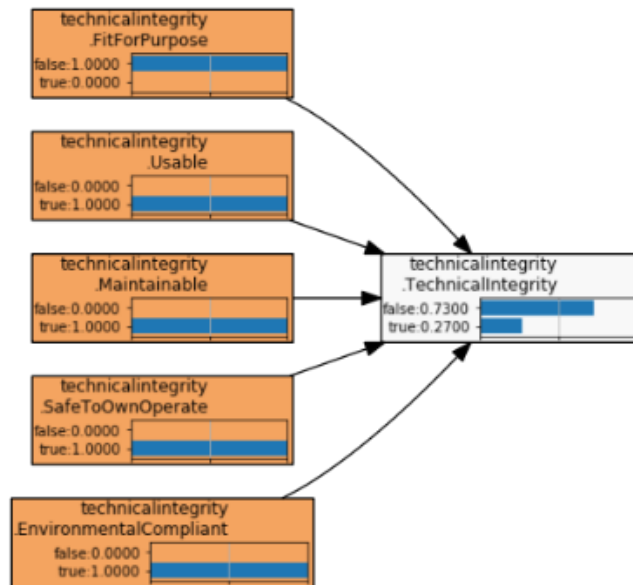 technicalintegrity
.FitForPurpose
false:1.0000
true:0.0000
technicalintegrity
.Usable
false:0.0000
true:1.0000
technicalintegrity
.Maintainable
false:0.0000
true:1.0000
technicalintegrity
.SafeToOwnOperate
false:0.0000
true:1.0000
technicalintegrity
.EnvironmentalCompliant
false:0.0000
true:1.0000
technicalintegrity
.TechnicalIntegrity
false:0.7300
true:0.2700